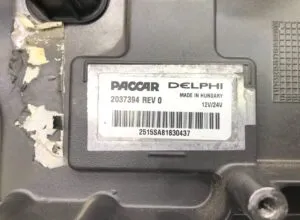 PACCAR DELPHI
2037394 REV 0 MADE IN HUNGARY
12V/24V
2515SA81830437